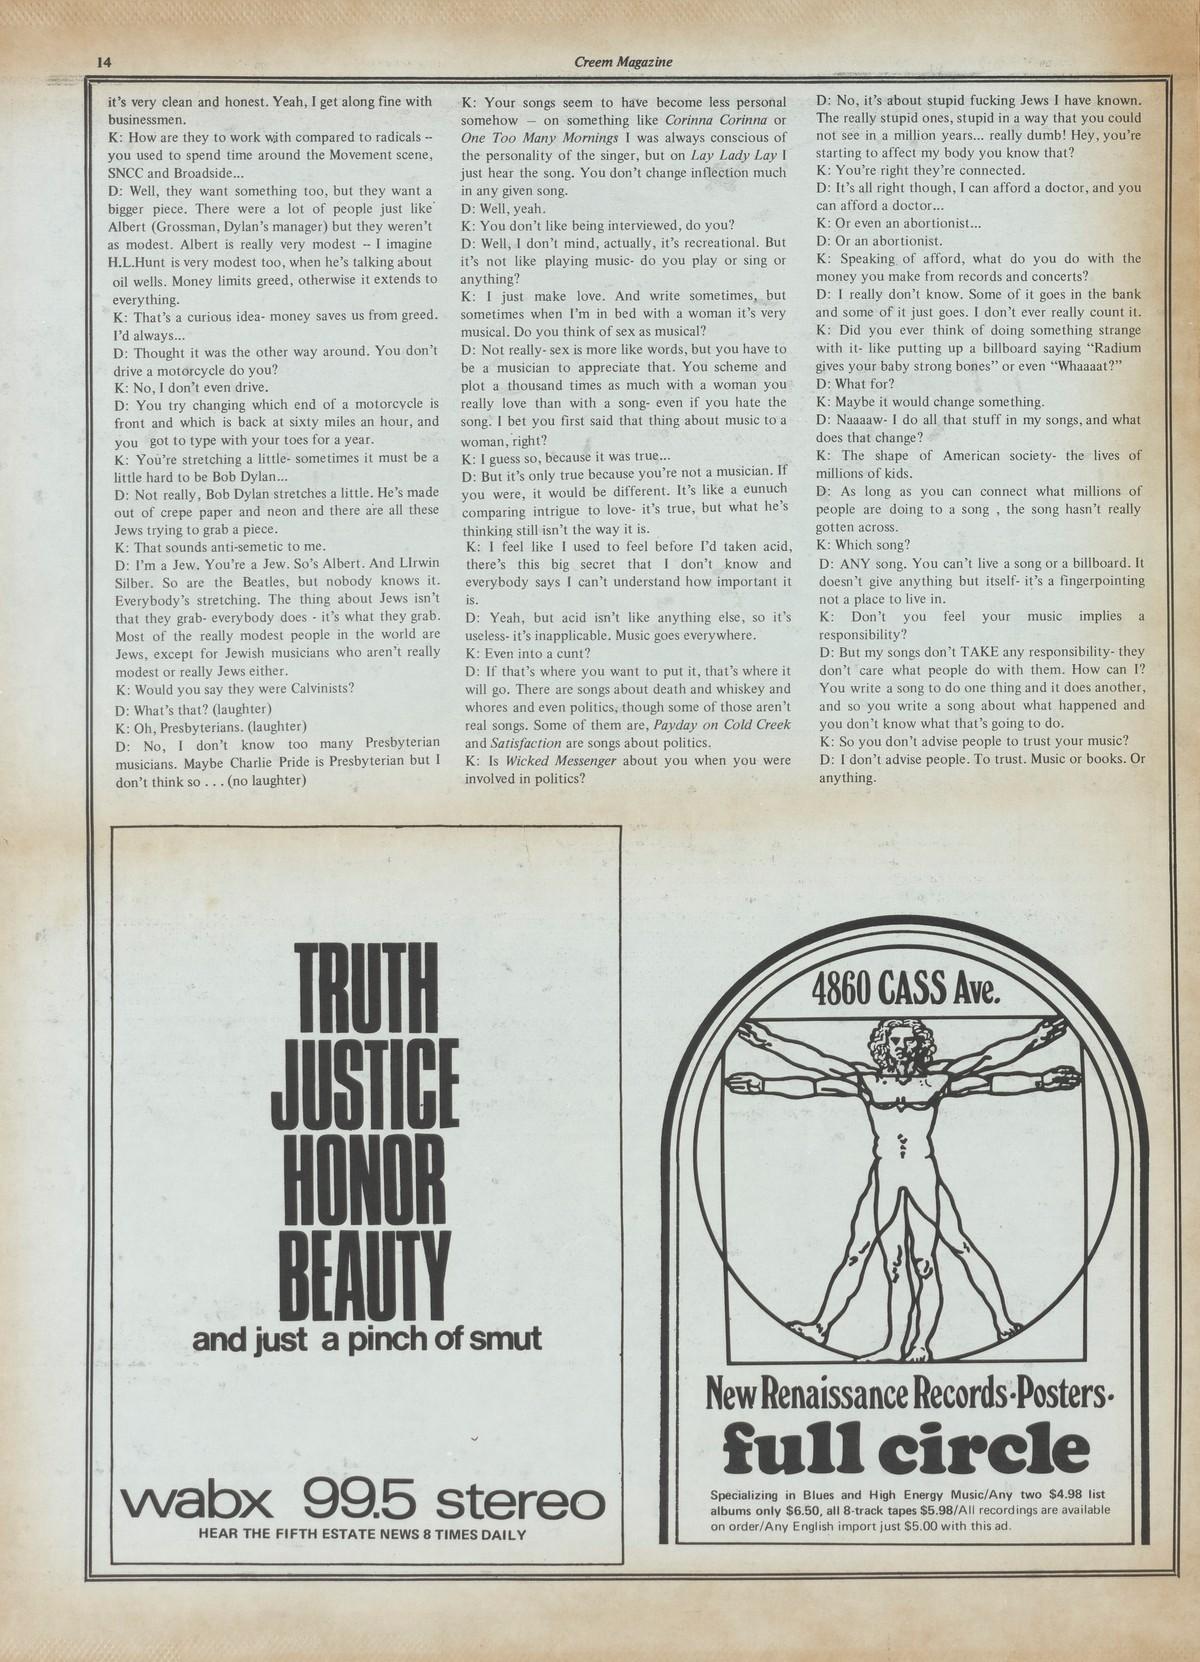 14
Creem Magazine
it's very clean and honest. Yeah, I get along fine with
businessmen.
K: How are they to work with compared to radicals --
you used to spend time around the Movement scene,
SNCC and Broadside...
D: Well, they want something too, but they want a
bigger piece. There were a lot of people just like
Albert (Grossman, Dylan's manager) but they weren't
as modest. Albert is really very modest -- I imagine
H.L.Hunt is very modest too, when he's talking about
oil wells. Money limits greed, otherwise it extends to
everything.
K: That's a curious idea- money saves us from greed.
I'd always...
D: Thought it was the other way around. You don't
drive a motorcycle do you?
K: No, I don't even drive.
D: You try changing which end of a motorcycle is
front and which is back at sixty miles an hour, and
you got to type with your toes for a year.
K: You're stretching a little- sometimes it must be a
little hard to be Bob Dylan...
D: Not really, Bob Dylan stretches a little. He's made
out of crepe paper and neon and there are all these
Jews trying to grab a piece.
K: That sounds anti-semetic to me.
D: I'm a Jew. You're a Jew. So's Albert. And LIrwin
Silber. So are the Beatles, but nobody knows it.
Everybody's stretching. The thing about Jews isn't
that they grab- everybody does - it's what they grab.
Most of the really modest people in the world are
Jews, except for Jewish musicians who aren't really
modest or really Jews either.
K: Would you say they were Calvinists?
D: What's that? (laughter)
K: Oh, Presbyterians. (laughter)
D: No, I don't know too many Presbyterian
musicians. Maybe Charlie Pride is Presbyterian but I
don't think so . . . (no laughter)
K: Your songs seem to have become less personal
somehow – on something like Corinna Corinna or
One Too Many Mornings I was always conscious of
the personality of the singer, but on Lay Lady Lay I
just hear the song. You don't change inflection much
in any given song.
D: Well, yeah.
K: You don't like being interviewed, do you?
D: Well, I don't mind, actually, it's recreational. But
it's not like playing music- do you play or sing or
anything?
K: I just make love. And write sometimes, but
sometimes when I'm in bed with a woman it's very
musical. Do you think of sex as musical?
D: Not really- sex is more like words, but you have to
be a musician to appreciate that. You scheme and
plot a thousand times as much with a woman you
really love than with a song- even if you hate the
song. I bet you first said that thing about music to a
woman, right?
K: I guess so, because it was true...
D: But it's only true because you're not a musician. If
you were, it would be different. It's like a eunuch
comparing intrigue to love- it's true, but what he's
thinking still isn't the way it is.
K: I feel like I used to feel before I'd taken acid,
there's this big secret that I don't know and
everybody says I can't understand how important it
is.
D: Yeah, but acid isn't like anything else, so it's
useless- it's inapplicable. Music goes everywhere.
K: Even into a cunt?
D: If that's where you want to put it, that's where it
will go. There are songs about death and whiskey and
whores and even politics, though some of those aren't
real songs. Some of them are, Payday on Cold Creek
and Satisfaction are songs about politics.
K: Is Wicked Messenger about you when you were
involved in politics?
D: No, it's about stupid fucking Jews I have known.
The really stupid ones, stupid in a way that you could
not see in a million years... really dumb! Hey, you're
starting to affect my body you know that?
K: You're right they're connected.
D: It's all right though, I can afford a doctor, and you
can afford a doctor...
K: Or even an abortionist...
D: Or an abortionist.
K: Speaking of afford, what do you do with the
money you make from records and concerts?
D: I really don't know. Some of it goes in the bank
and some of it just goes. I don't ever really count it.
K: Did you ever think of doing something strange
with it- like putting up a billboard saying "Radium
gives your baby strong bones" or even "Whaaaat?"
D: What for?
K: Maybe it would change something.
D: Naaaaw- I do all that stuff in my songs, and what
does that change?
K: The shape of American society- the lives of
millions of kids.
D: As long as you can connect what millions of
people are doing to a song , the song hasn't really
gotten across.
K: Which song?
D: ANY song. You can't live a song or a billboard. It
doesn't give anything but itself- it's a fingerpointing
not a place to live in.
K: Don't you feel your music implies a
responsibility?
D: But my songs don't TAKE any responsibility- they
don't care what people do with them. How can I?
You write a song to do one thing and it does another,
and so you write a song about what happened and
you don't know what that's going to do.
K: So you don't advise people to trust your music?
D: I don't advise people. To trust. Music or books. Or
anything.
TRUTH
JUSTICE
HONOR
BEAUTY
and just a pinch of smut
wabx 99.5 stereo
HEAR THE FIFTH ESTATE NEWS 8 TIMES DAILY
4860 CASS Ave.
New Renaissance Records·Posters·
full circle
Specializing in Blues and High Energy Music/Any two $4.98 list
albums only $6.50, all 8-track tapes $5.98/All recordings are available
on order/Any English import just $5.00 with this ad.